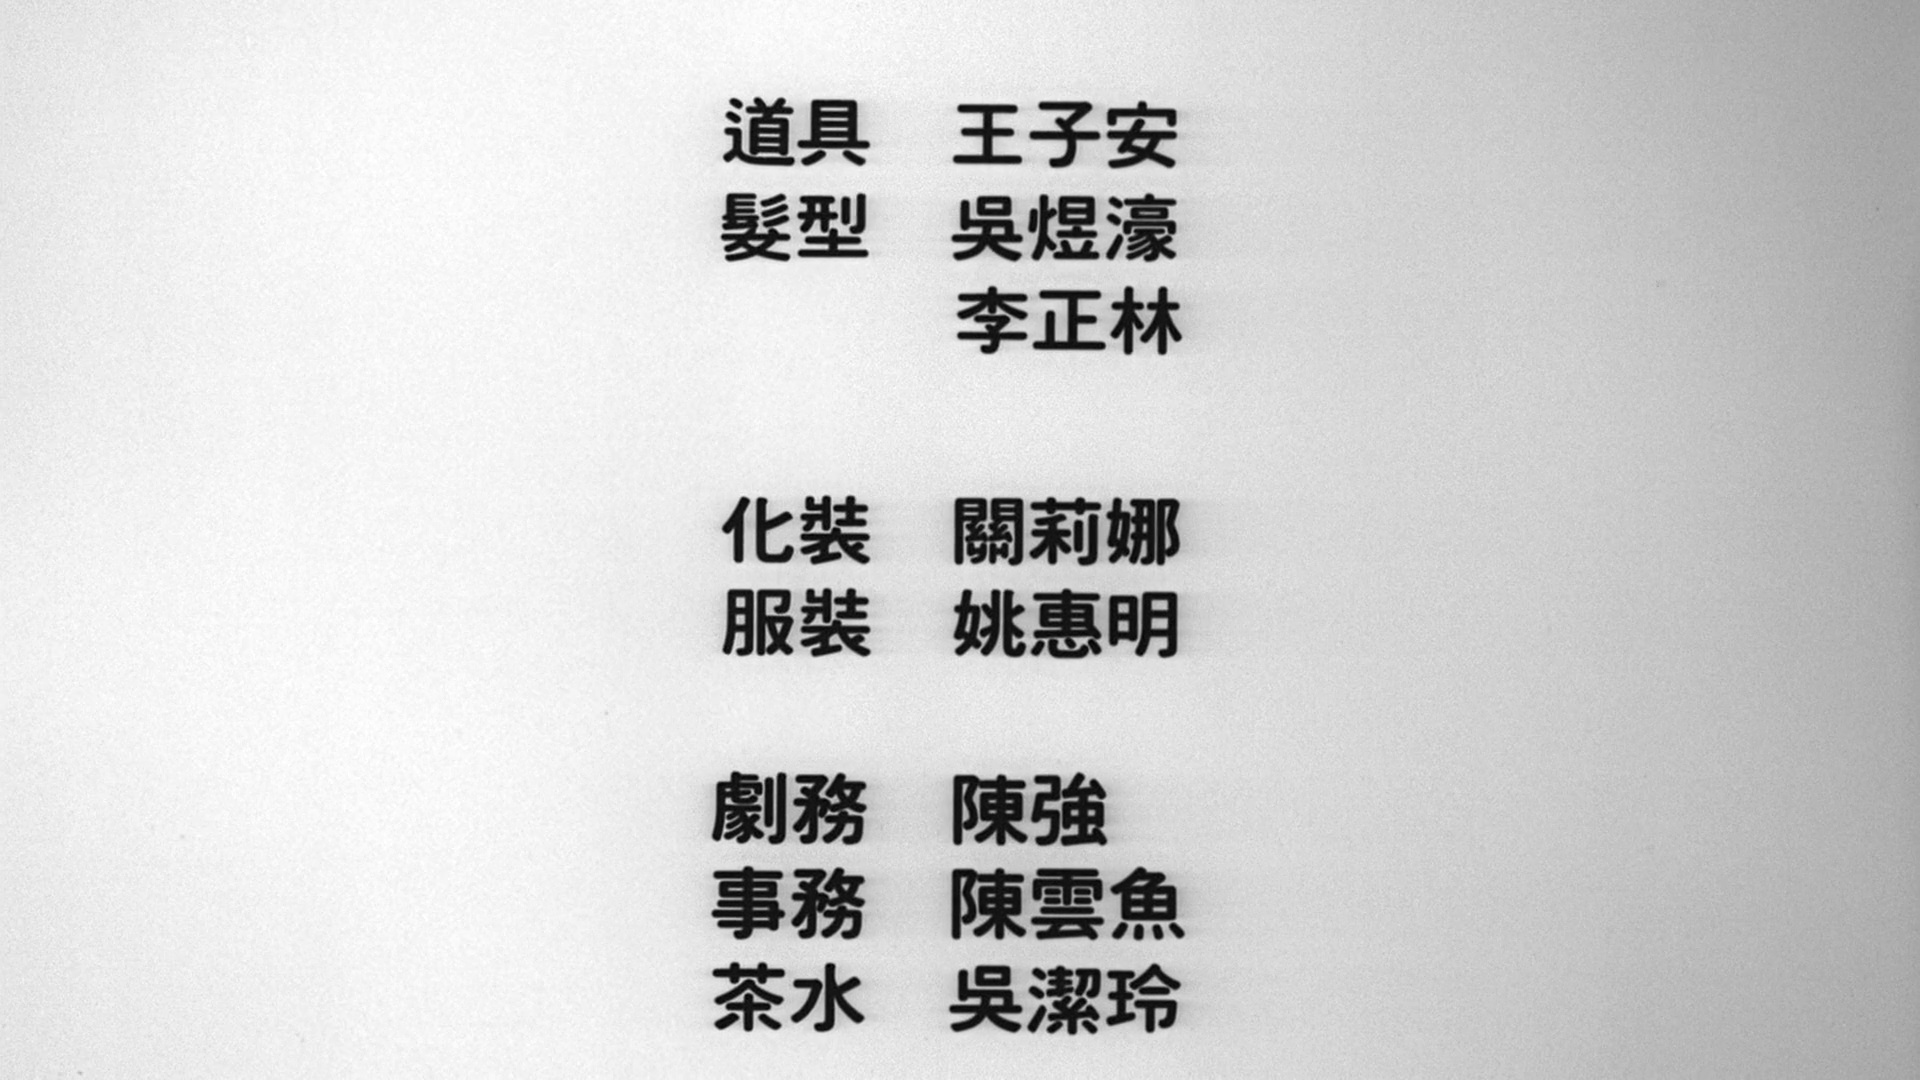 道具 王子安
髮型 吳煜濠
李正林
化裝 關莉娜
服裝 姚惠明
劇務 陳強
事務 陳雲魚
茶水 吳潔玲